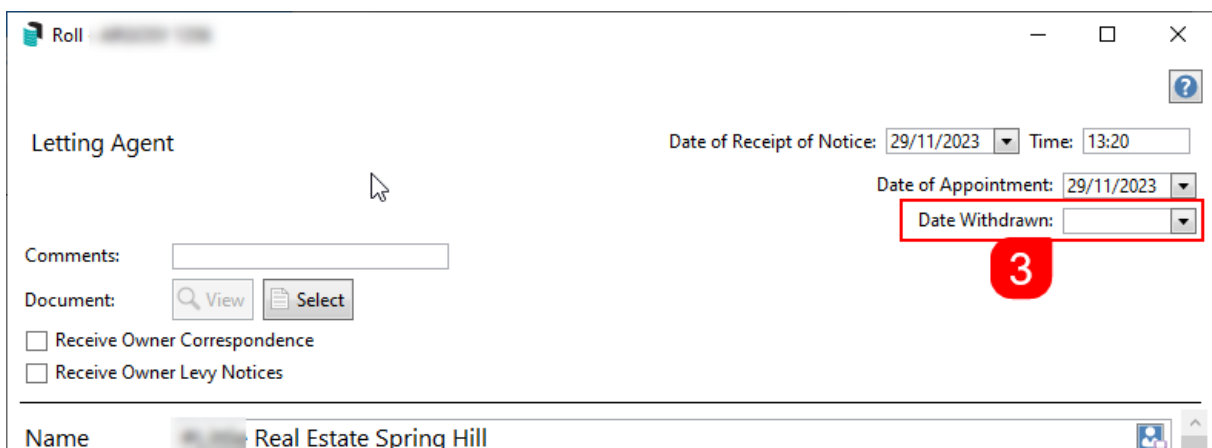 Roll
Letting Agent
Date of Receipt of Notice: 29/11/2023 Time: 13:20
Date of Appointment: 29/11/2023
Date Withdrawn:
3
Comments:
Document: View Select
Receive Owner Correspondence
Receive Owner Levy Notices
Name Real Estate Spring Hill